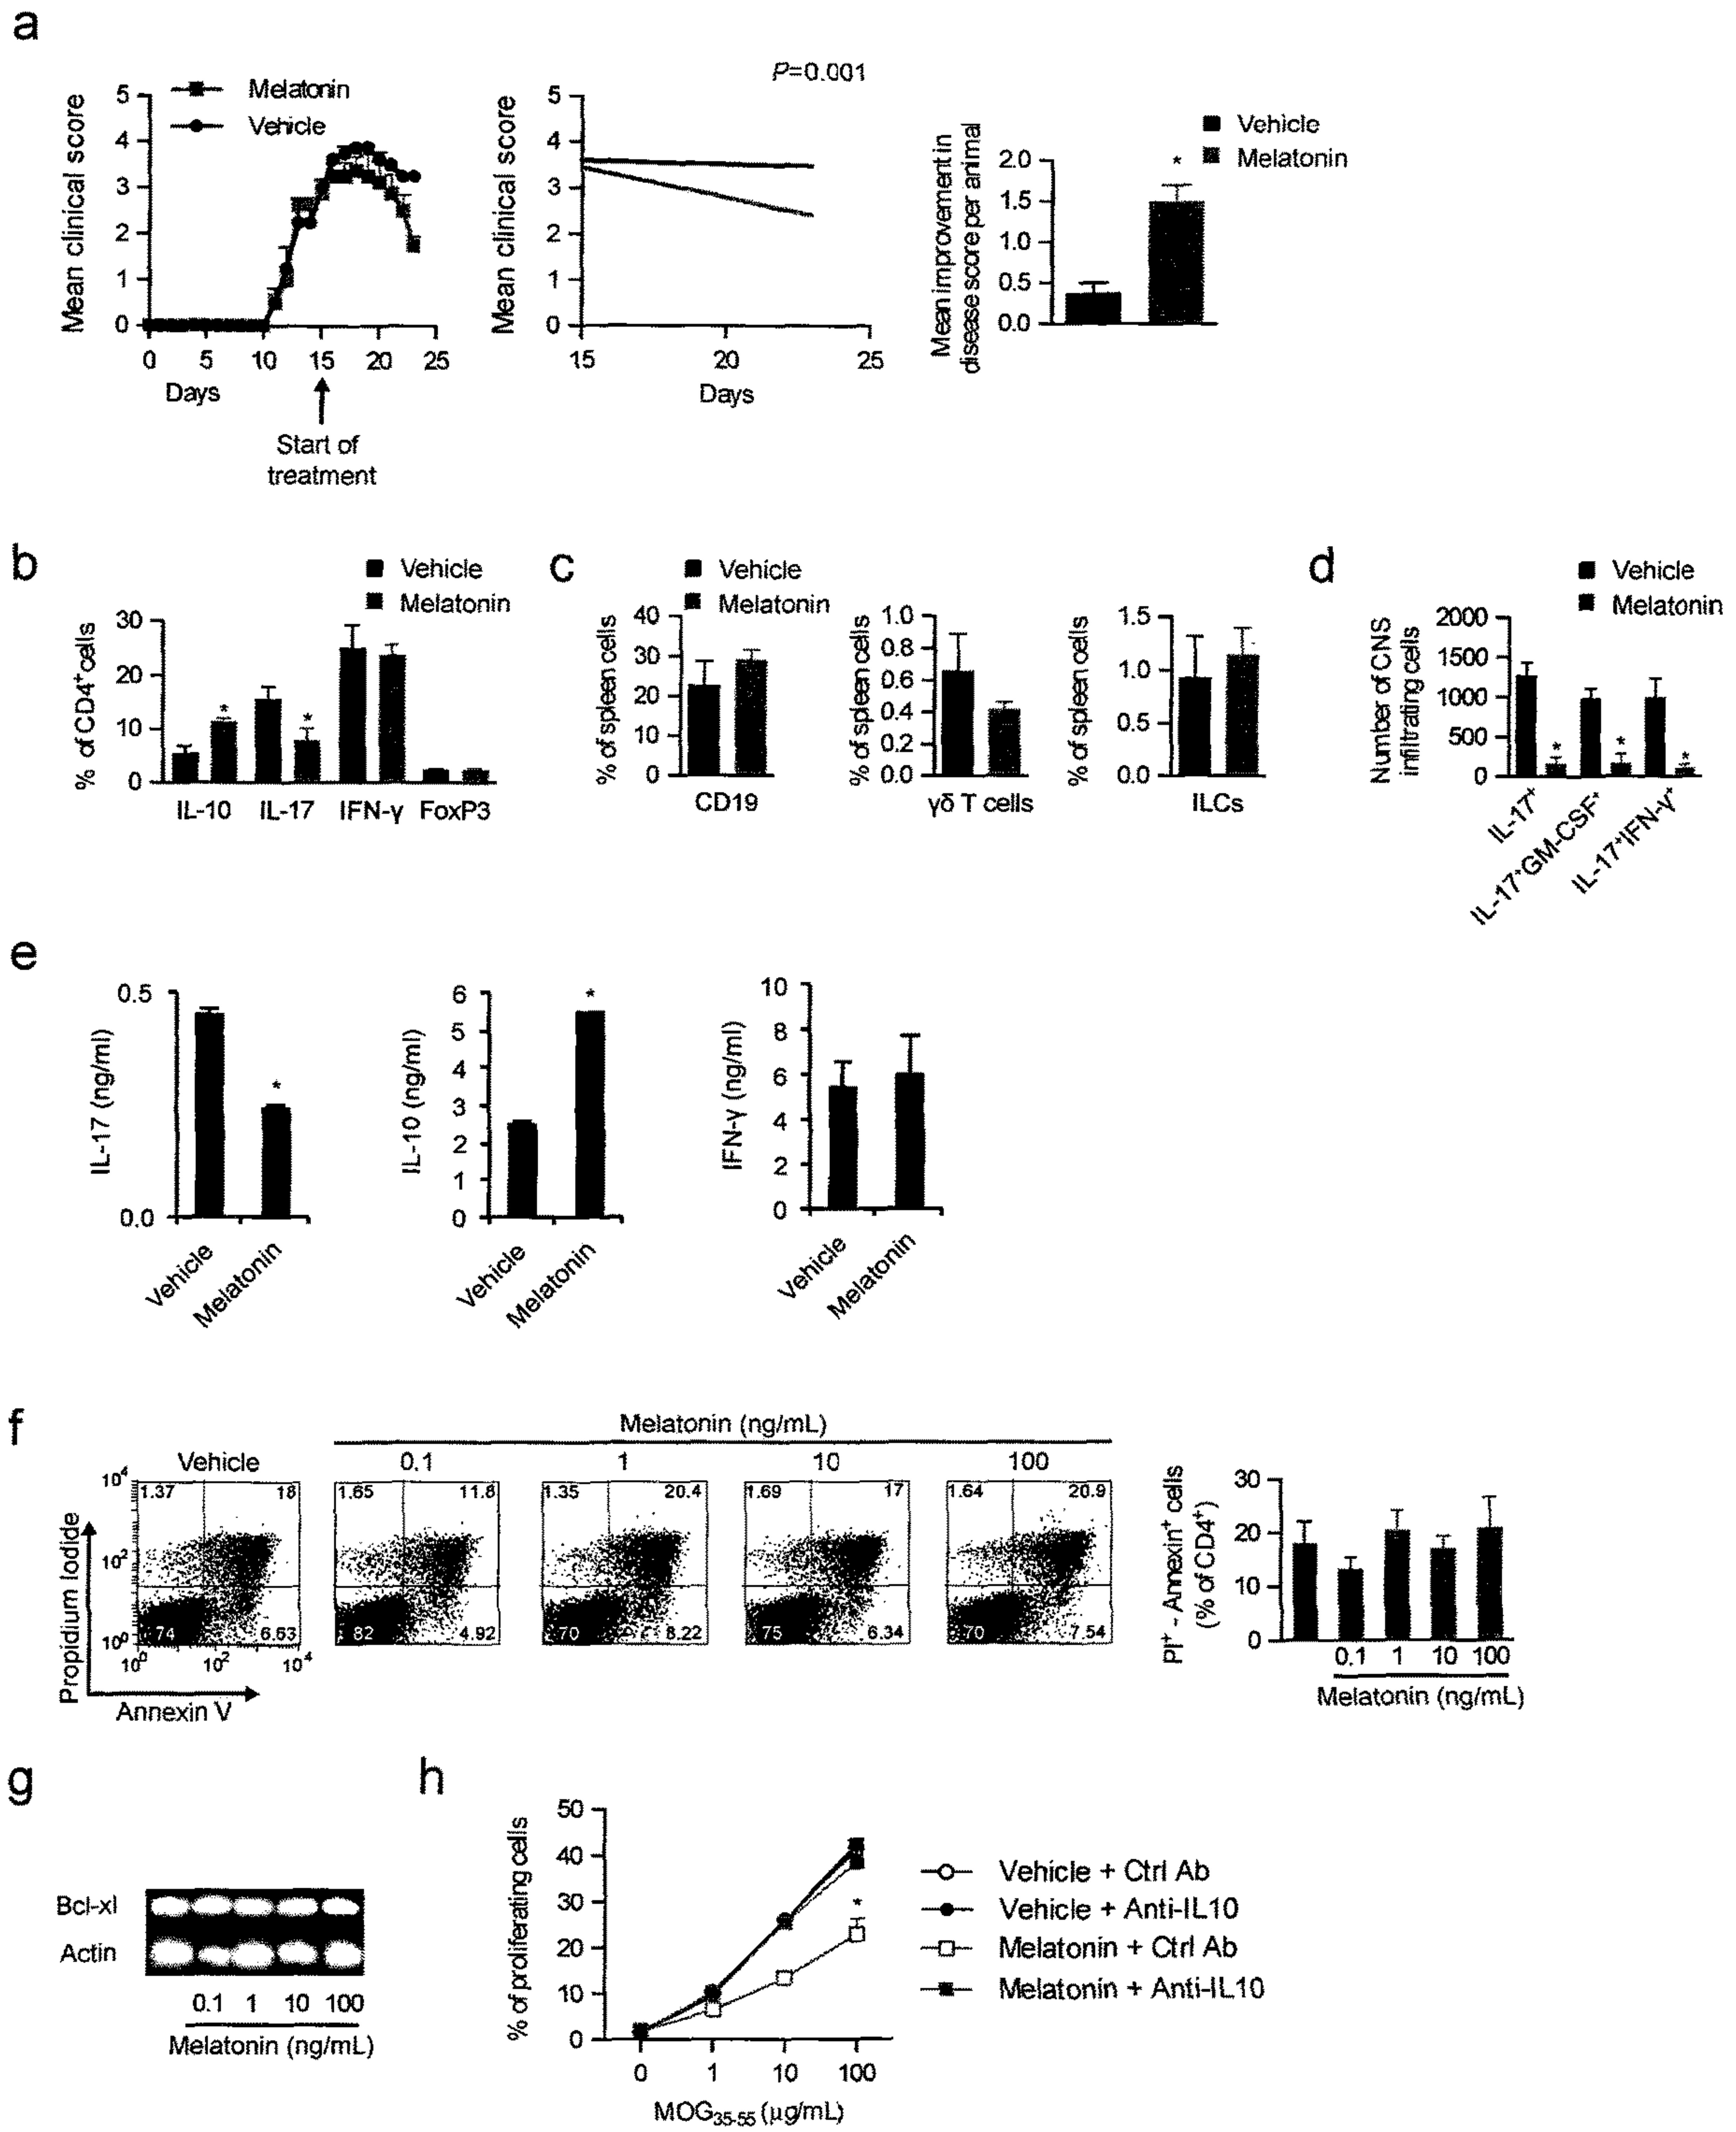 a
Melatonin
Vehicle
Mean clinical score
5
4
3
2
1
0
0 5 10 15 20 25
Days
Start of
treatment
P=0.001
Mean clinical score
5
4
3
2
1
0
15 20 25
Days
Vehicle
Melatonin
Mean improvement in
disease score per animal
2.0
1.5
1.0
0.5
0.0
*
b
Vehicle
Melatonin
% of CD4⁺cells
30
20
10
0
* *
IL-10 IL-17 IFN-γ FoxP3
c
Vehicle
Melatonin
% of spleen cells
40
30
20
10
0
CD19
% of spleen cells
1.0
0.8
0.6
0.4
0.2
0.0
γδ T cells
% of spleen cells
1.5
1.0
0.5
0.0
ILCs
d
Vehicle
Melatonin
Number of CNS
infiltrating cells
2000
1500
1000
500
0
* * *
IL-17⁺
IL-17⁺GM-CSF⁺
IL-17⁺IFN-γ⁺
e
IL-17 (ng/ml)
0.5
0.0
*
Vehicle
Melatonin
IL-10 (ng/ml)
6
5
4
3
2
1
0
*
Vehicle
Melatonin
IFN-γ (ng/ml)
10
8
6
4
2
0
Vehicle
Melatonin
f
Melatonin (ng/mL)
Vehicle 0.1 1 10 100
Propidium Iodide
10⁴
10²
10⁰
10⁰ 10² 10⁴
Annexin V
1.37 18
74 6.63
1.65 11.8
82 4.92
1.35 20.4
70 8.22
1.69 17
75 6.34
1.64 20.9
70 7.54
PI⁺ - Annexin⁺ cells
(% of CD4⁺)
30
20
10
0
0.1 1 10 100
Melatonin (ng/mL)
g
Bcl-xl
Actin
0.1 1 10 100
Melatonin (ng/mL)
h
% of proliferating cells
50
40
30
20
10
0
*
0 1 10 100
MOG₃₅₋₅₅ (μg/mL)
Vehicle + Ctrl Ab
Vehicle + Anti-IL10
Melatonin + Ctrl Ab
Melatonin + Anti-IL10